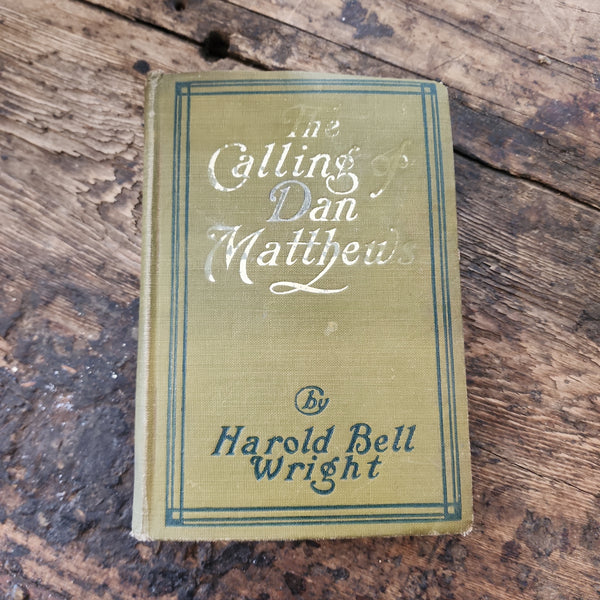 The
Calling of
Dan
Matthews
by
Harold Bell
Wright